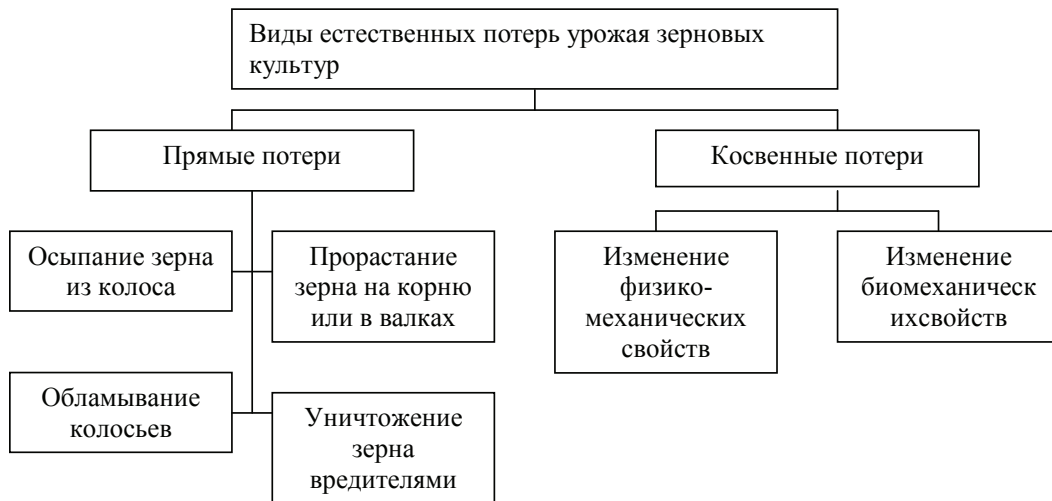 Виды естественных потерь урожая зерновых
культур
Прямые потери
Косвенные потери
Осыпание зерна
из колоса
Прорастание
зерна на корню
или в валках
Изменение
физико-
механических
свойств
Изменение
биомеханическ
ихсвойств
Обламывание
колосьев
Уничтожение
зерна
вредителями